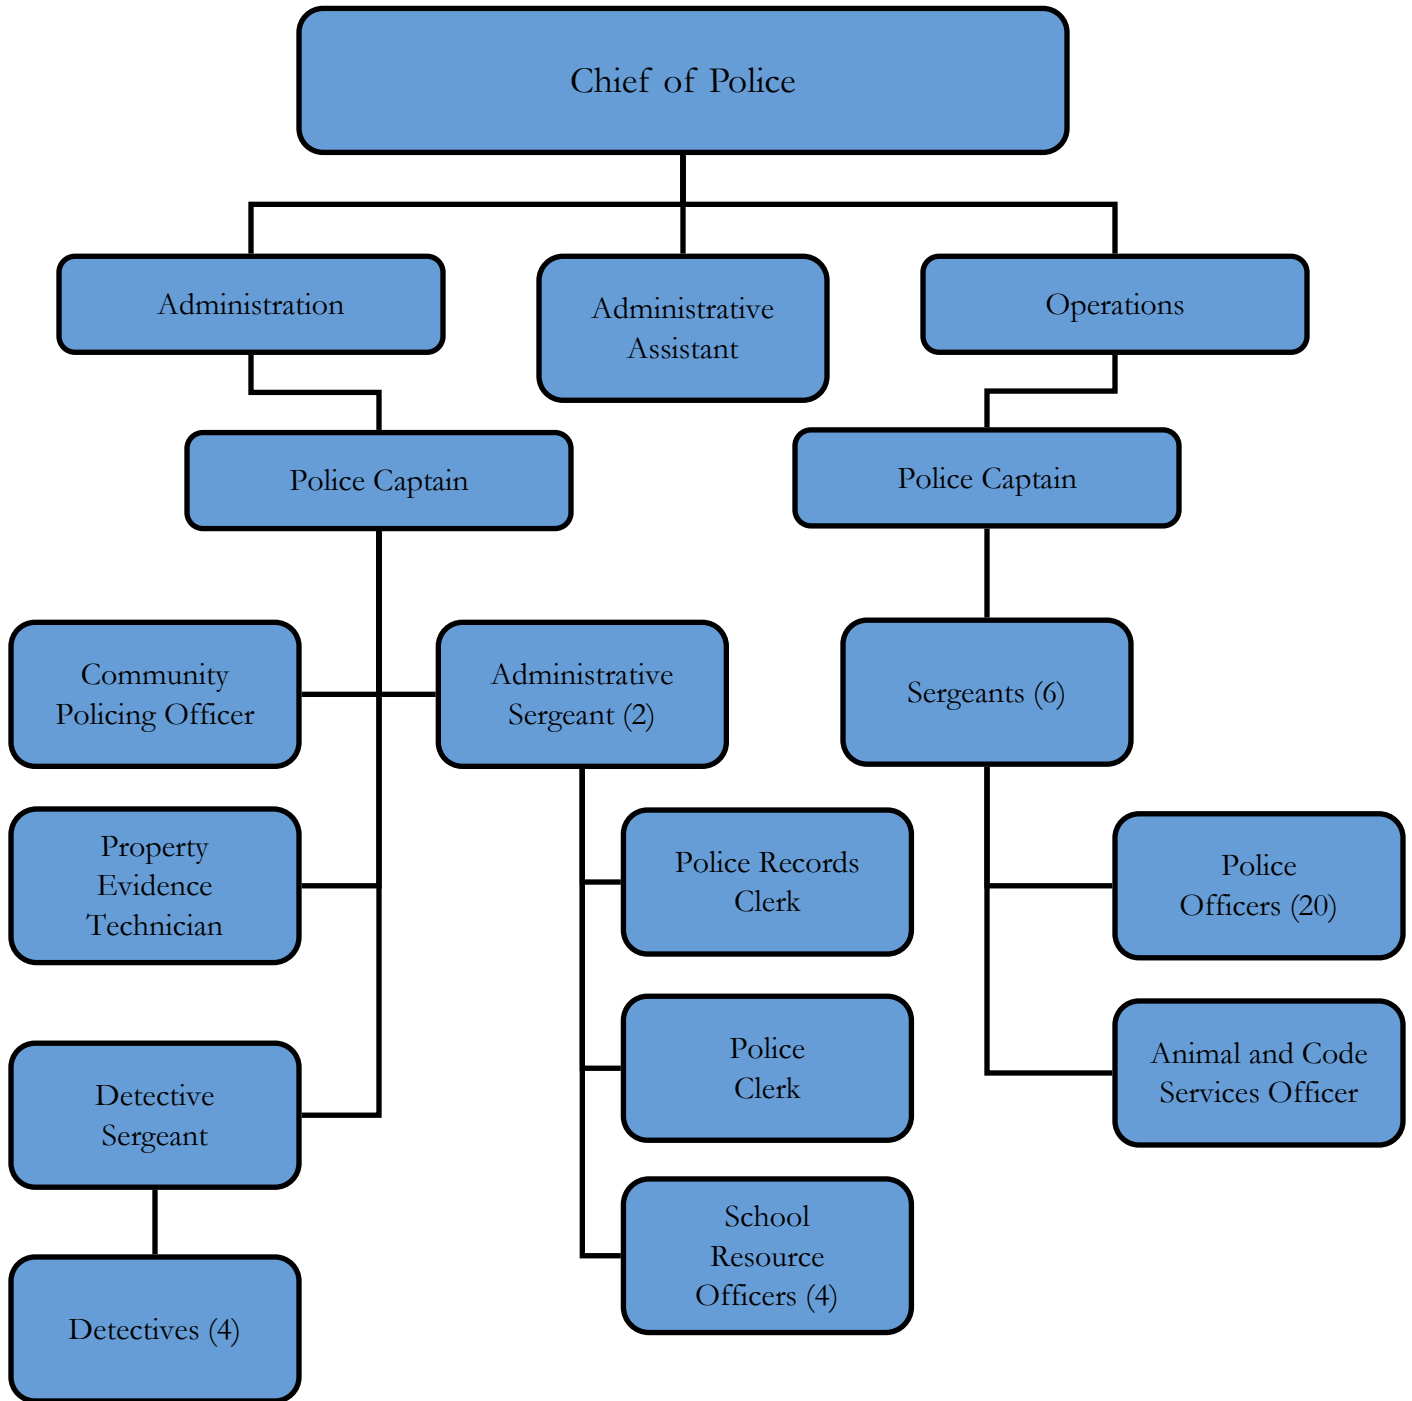 Chief of Police
Administration
Administrative
Assistant
Operations
Police Captain
Police Captain
Community
Policing Officer
Administrative
Sergeant (2)
Sergeants (6)
Property
Evidence
Technician
Police Records
Clerk
Police
Officers (20)
Detective
Sergeant
Police
Clerk
Animal and Code
Services Officer
School
Resource
Officers (4)
Detectives (4)